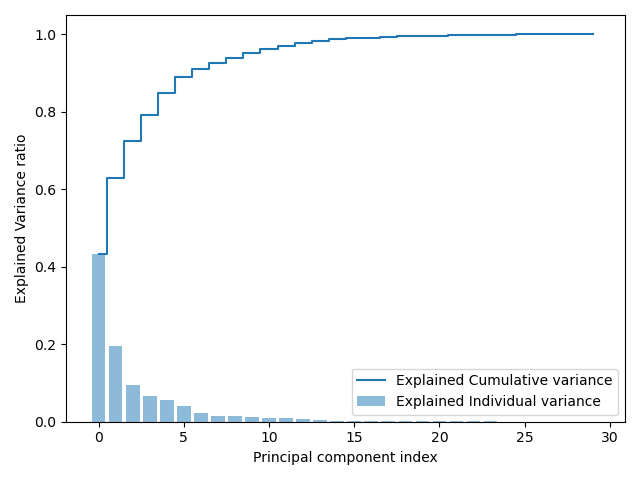 1.0
0.8
0.6
0.4
0.2
0.0
Explained Variance ratio
0 5 10 15 20 25 30
Principal component index
Explained Cumulative variance
Explained Individual variance